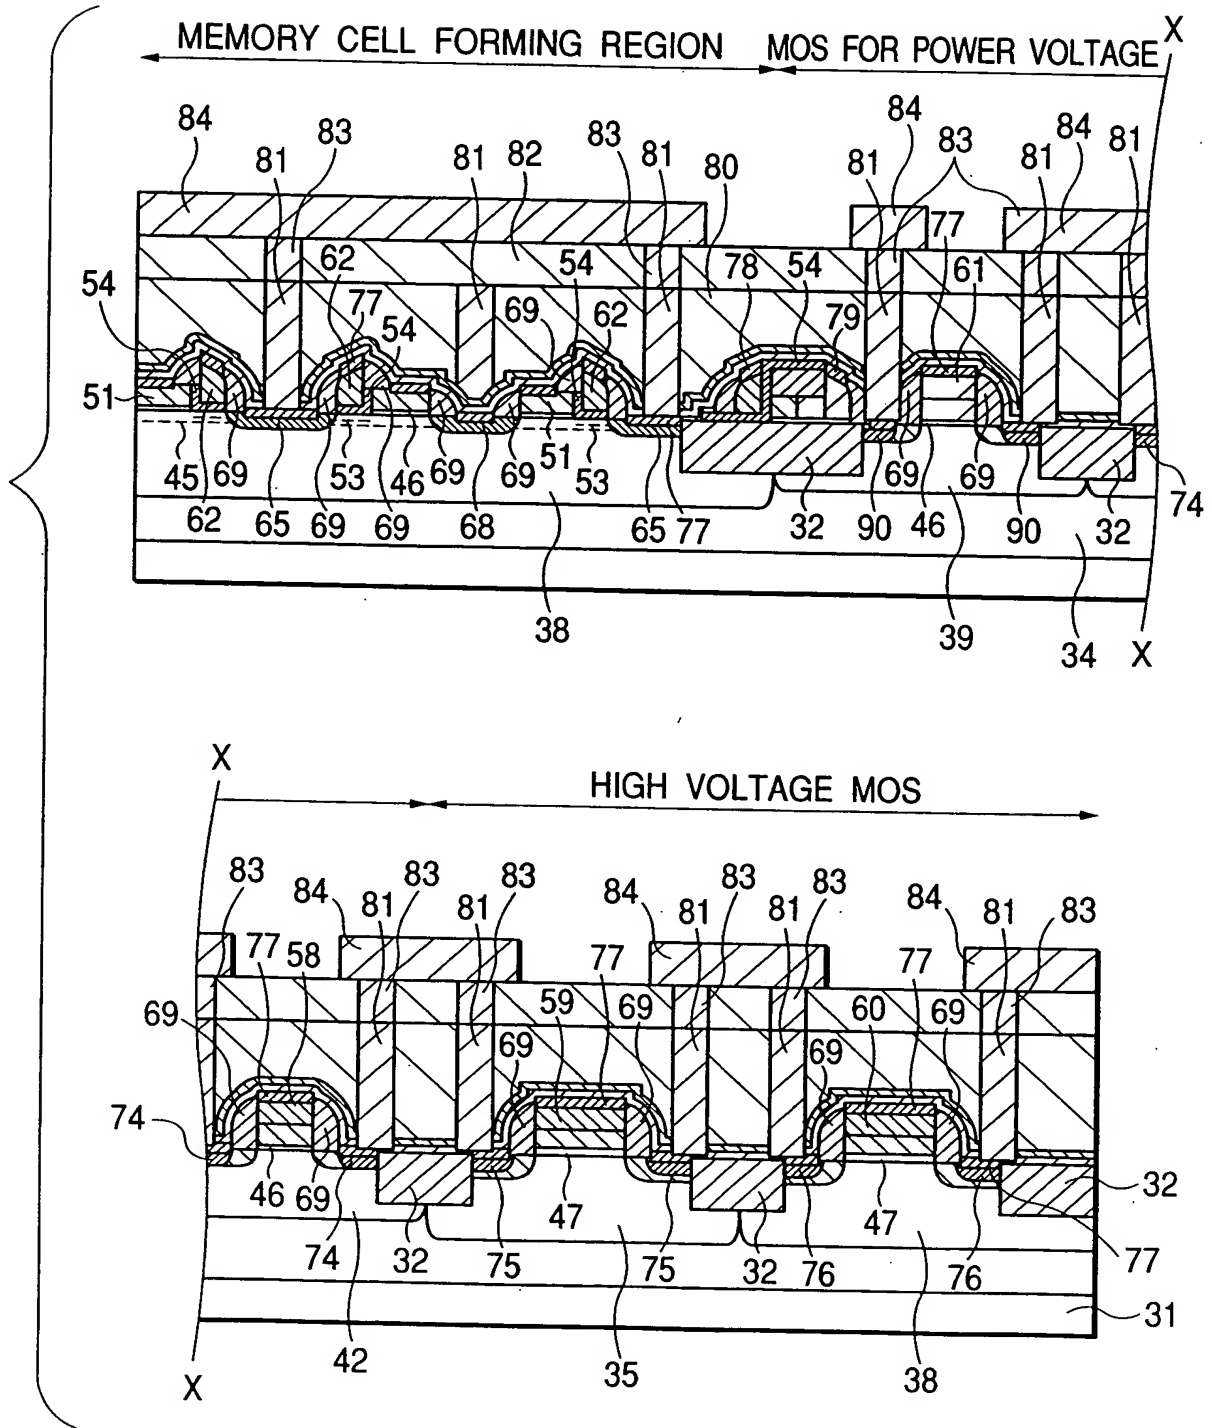 MEMORY CELL FORMING REGION MOS FOR POWER VOLTAGE X
84 83 81 81 82 83 81 80 84 81 83 81 84 81
62 54 77 61
54 77 54 69 62 78 54 79
51
45 69 53 46 69 69 51 53 69 46 69 74
62 65 69 69 68 65 77 32 90 46 90 32
38 39 34 X
X HIGH VOLTAGE MOS
83 84 81 83 81 83 84 81 83 81 83 84 81 83
77 58 77 77
69 59 69 60 69
69 69
74
46 69 47 47 32
74 32 75 75 32 76 76 77
31
42 35 38
X